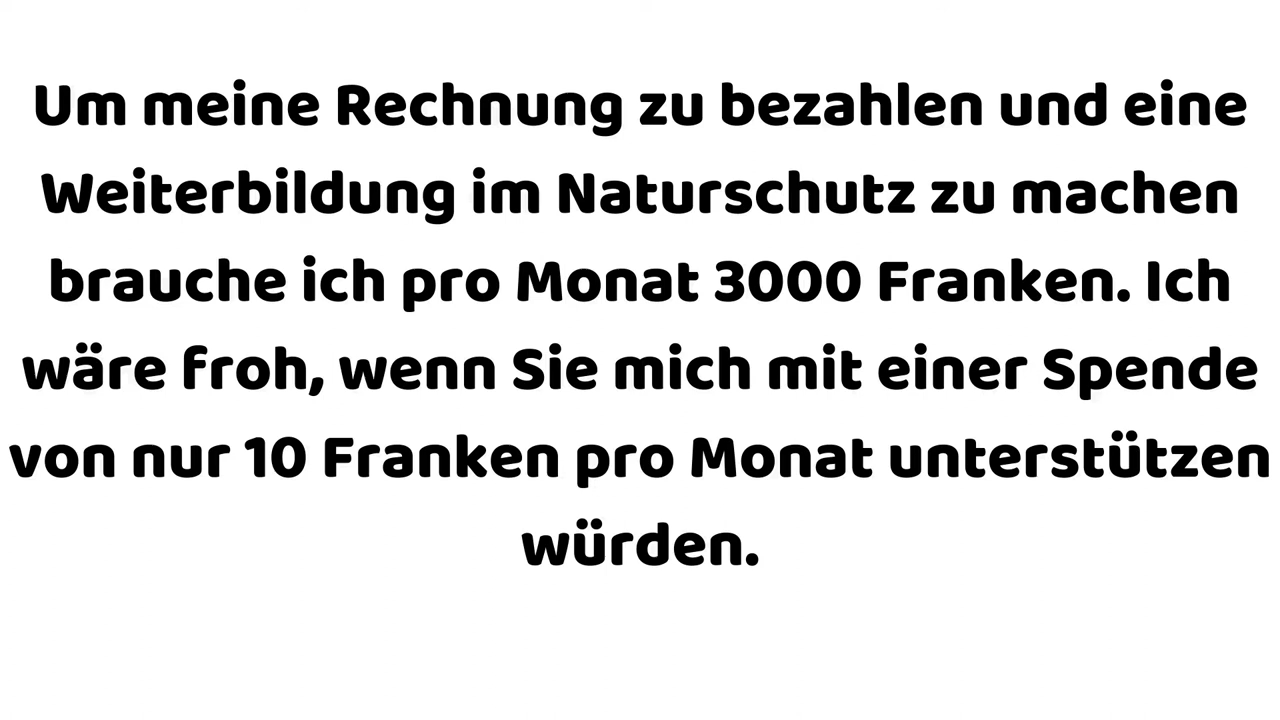 Um meine Rechnung zu bezahlen und eine
Weiterbildung im Naturschutz zu machen
brauche ich pro Monat 3000 Franken. Ich
wäre froh, wenn Sie mich mit einer Spende
von nur 10 Franken pro Monat unterstützen
würden.